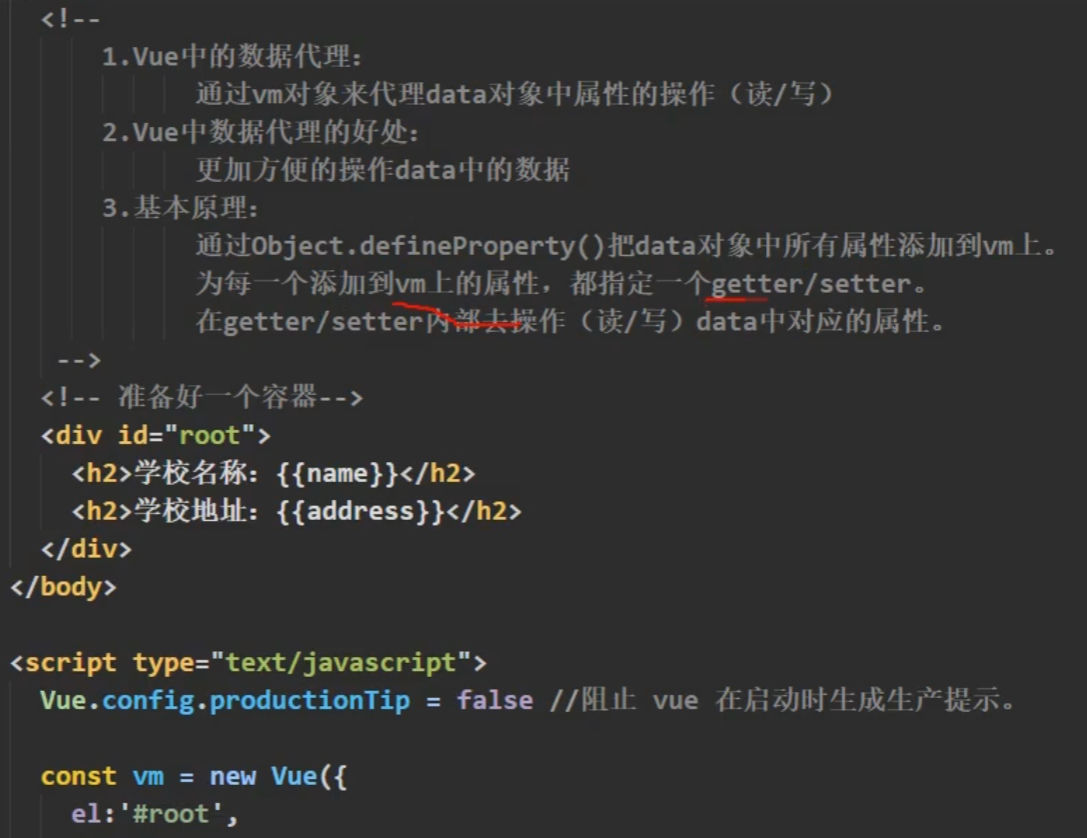 <!--
1.Vue中的数据代理：
通过vm对象来代理data对象中属性的操作（读/写）
2.Vue中数据代理的好处：
更加方便的操作data中的数据
3.基本原理：
通过Object.defineProperty()把data对象中所有属性添加到vm上。
为每一个添加到vm上的属性，都指定一个getter/setter。
在getter/setter内部去操作（读/写）data中对应的属性。
-->
<!-- 准备好一个容器-->
<div id="root">
<h2>学校名称：{{name}}</h2>
<h2>学校地址：{{address}}</h2>
</div>
</body>
<script type="text/javascript">
Vue.config.productionTip = false //阻止 vue 在启动时生成生产提示。
const vm = new Vue({
el:'#root',